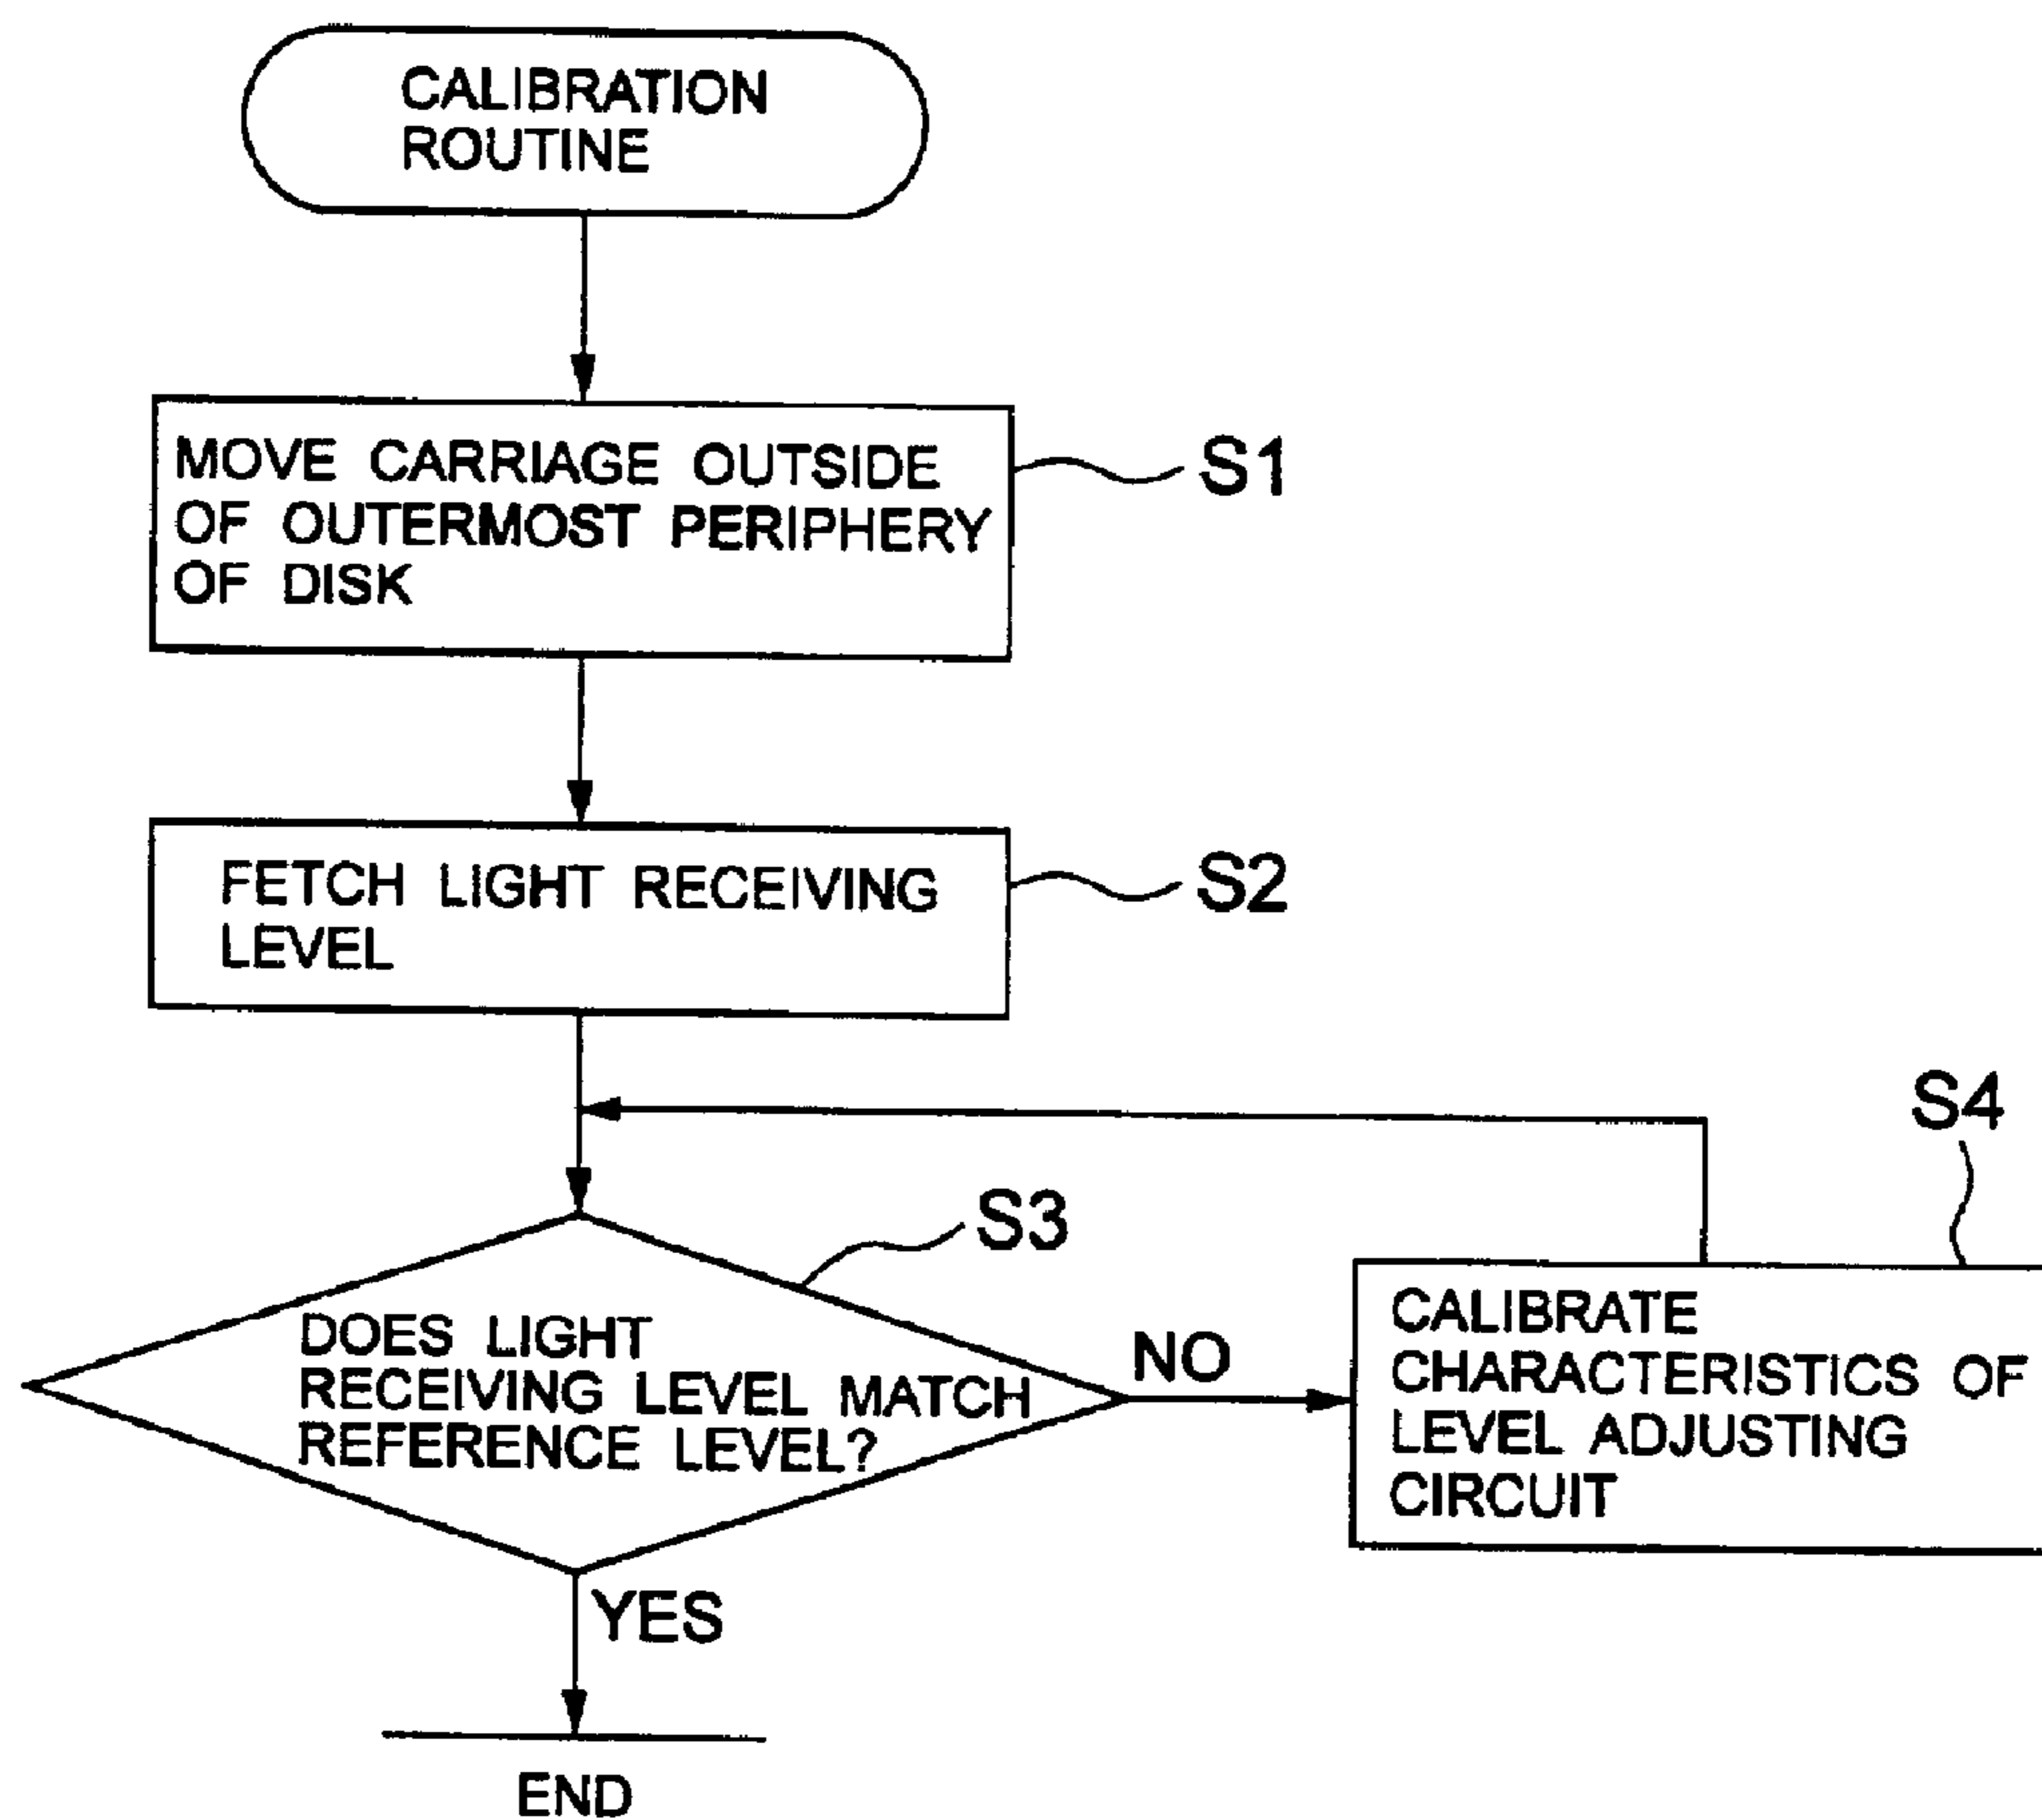 CALIBRATION
ROUTINE
MOVE CARRIAGE OUTSIDE
OF OUTERMOST PERIPHERY
OF DISK
S1
FETCH LIGHT RECEIVING
LEVEL
S2
S4
S3
DOES LIGHT
RECEIVING LEVEL MATCH
REFERENCE LEVEL?
NO
CALIBRATE
CHARACTERISTICS OF
LEVEL ADJUSTING
CIRCUIT
YES
END